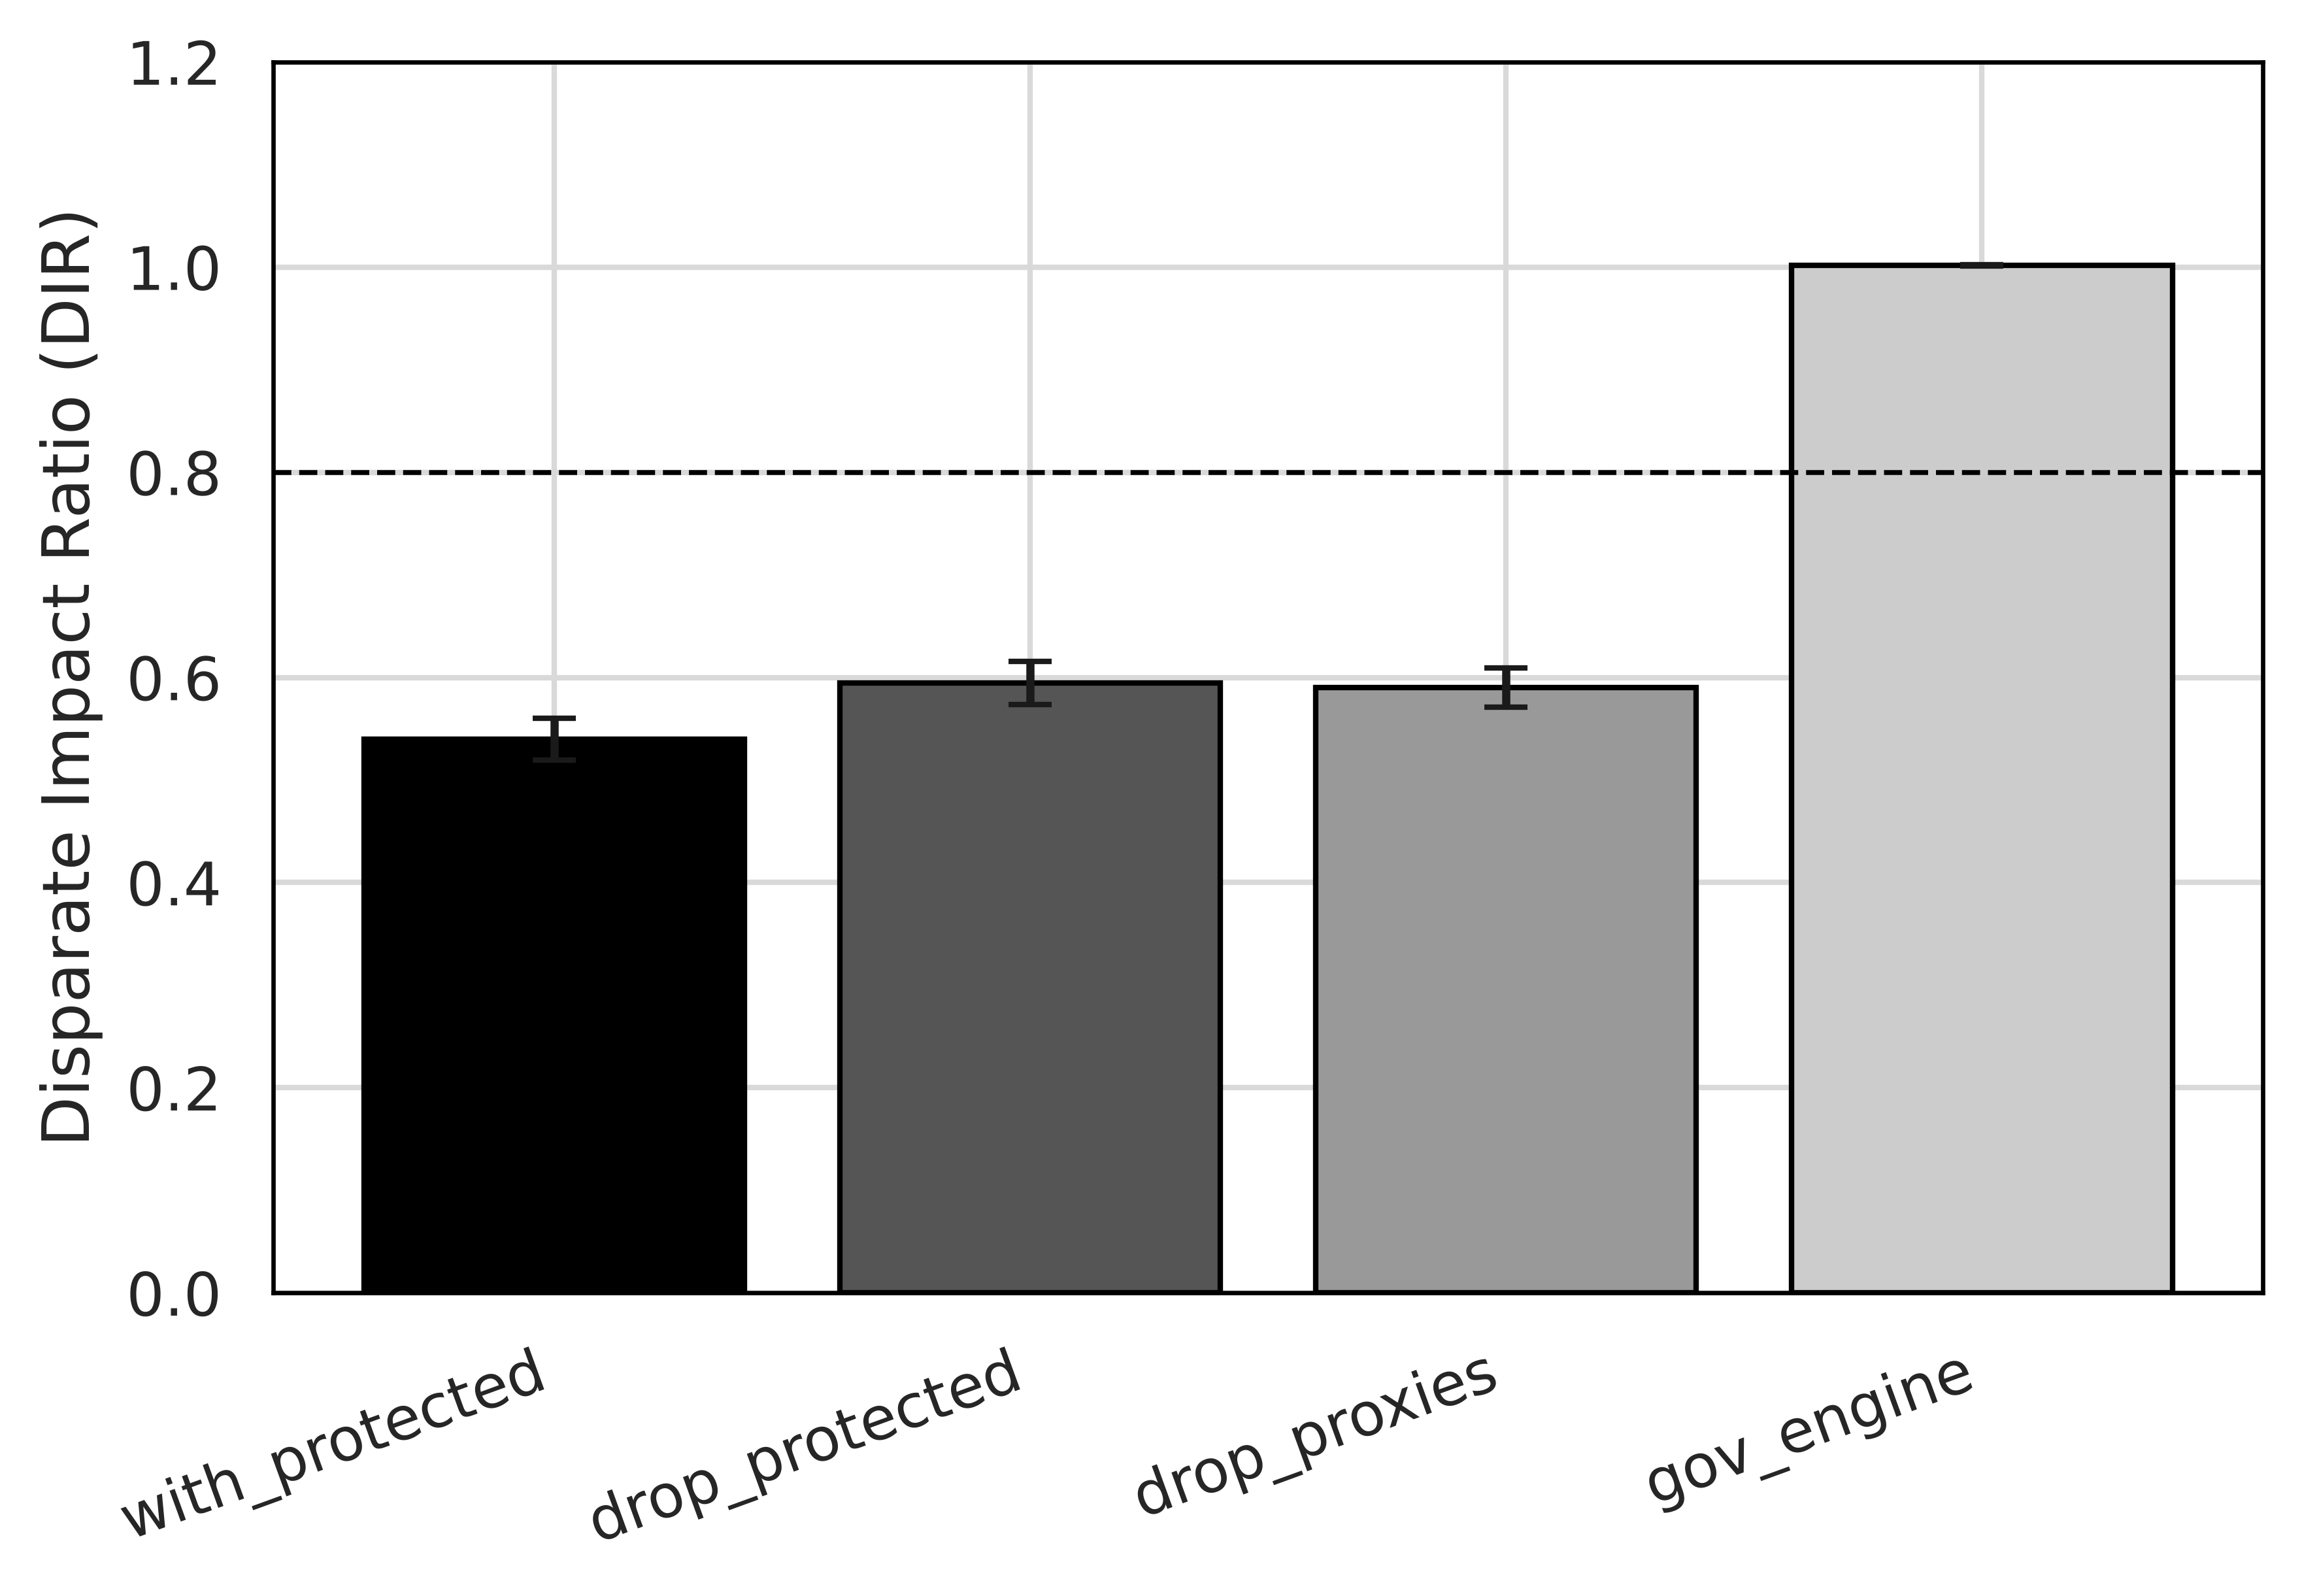 Disparate Impact Ratio (DIR)
1.2
1.0
0.8
0.6
0.4
0.2
0.0
with_protected
drop_protected
drop_proxies
gov_engine